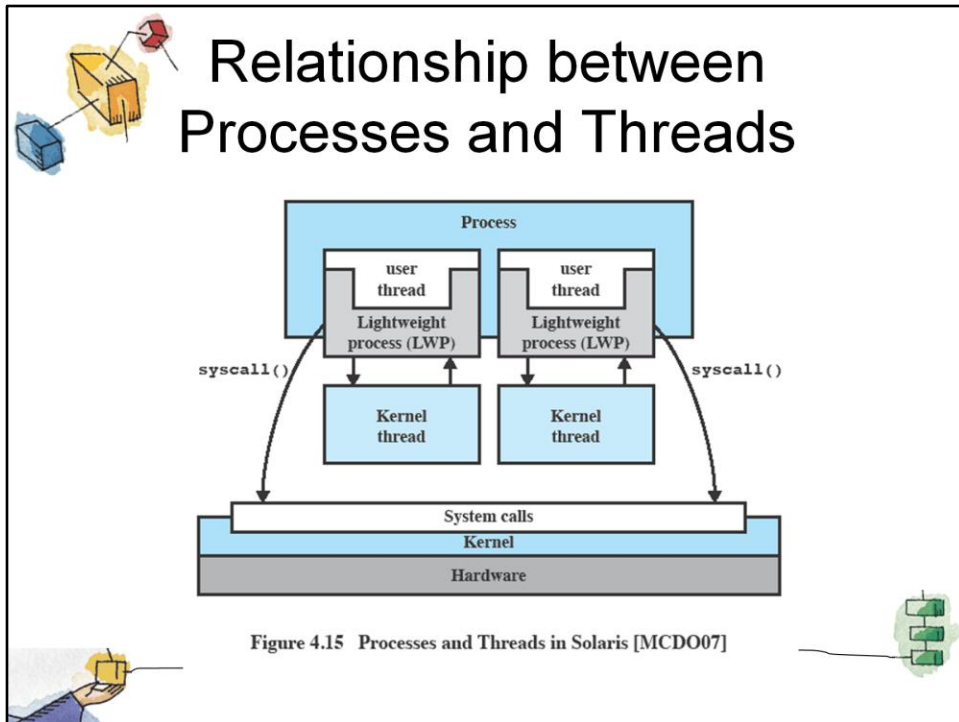 Relationship between
Processes and Threads
Process
user
thread
Lightweight
process (LWP)
user
thread
Lightweight
process (LWP)
syscall()
syscall()
Kernel
thread
Kernel
thread
System calls
Kernel
Hardware
Figure 4.15 Processes and Threads in Solaris [MCDO07]